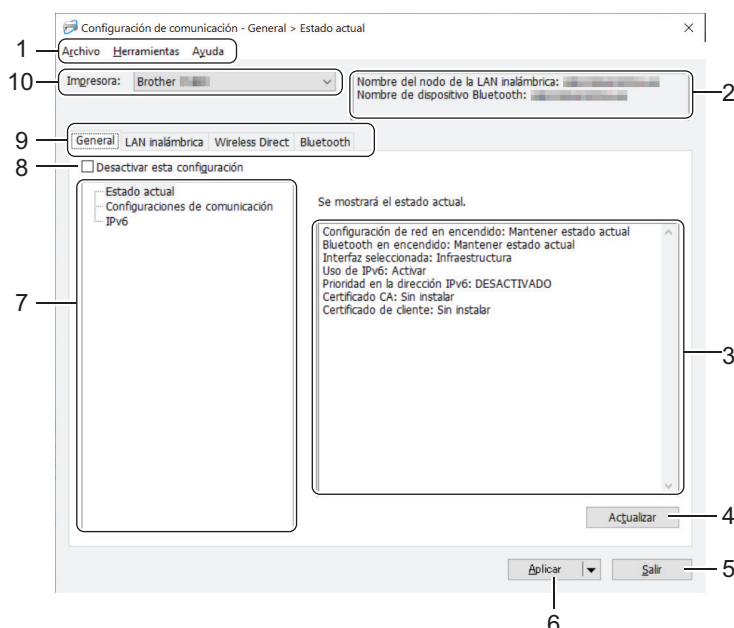 Configuración de comunicación - General > Estado actual
1
Archivo Herramientas Ayuda
10
Impresora: Brother
Nombre del nodo de la LAN inalámbrica:
Nombre de dispositivo Bluetooth:
2
9
General LAN inalámbrica Wireless Direct Bluetooth
8
Desactivar esta configuración
Estado actual
Configuraciones de comunicación
IPv6
7
Se mostrará el estado actual.
Configuración de red en encendido: Mantener estado actual
Bluetooth en encendido: Mantener estado actual
Interfaz seleccionada: Infraestructura
Uso de IPv6: Activar
Prioridad en la dirección IPv6: DESACTIVADO
Certificado CA: Sin instalar
Certificado de cliente: Sin instalar
3
Actualizar
4
Aplicar
Salir
5
6